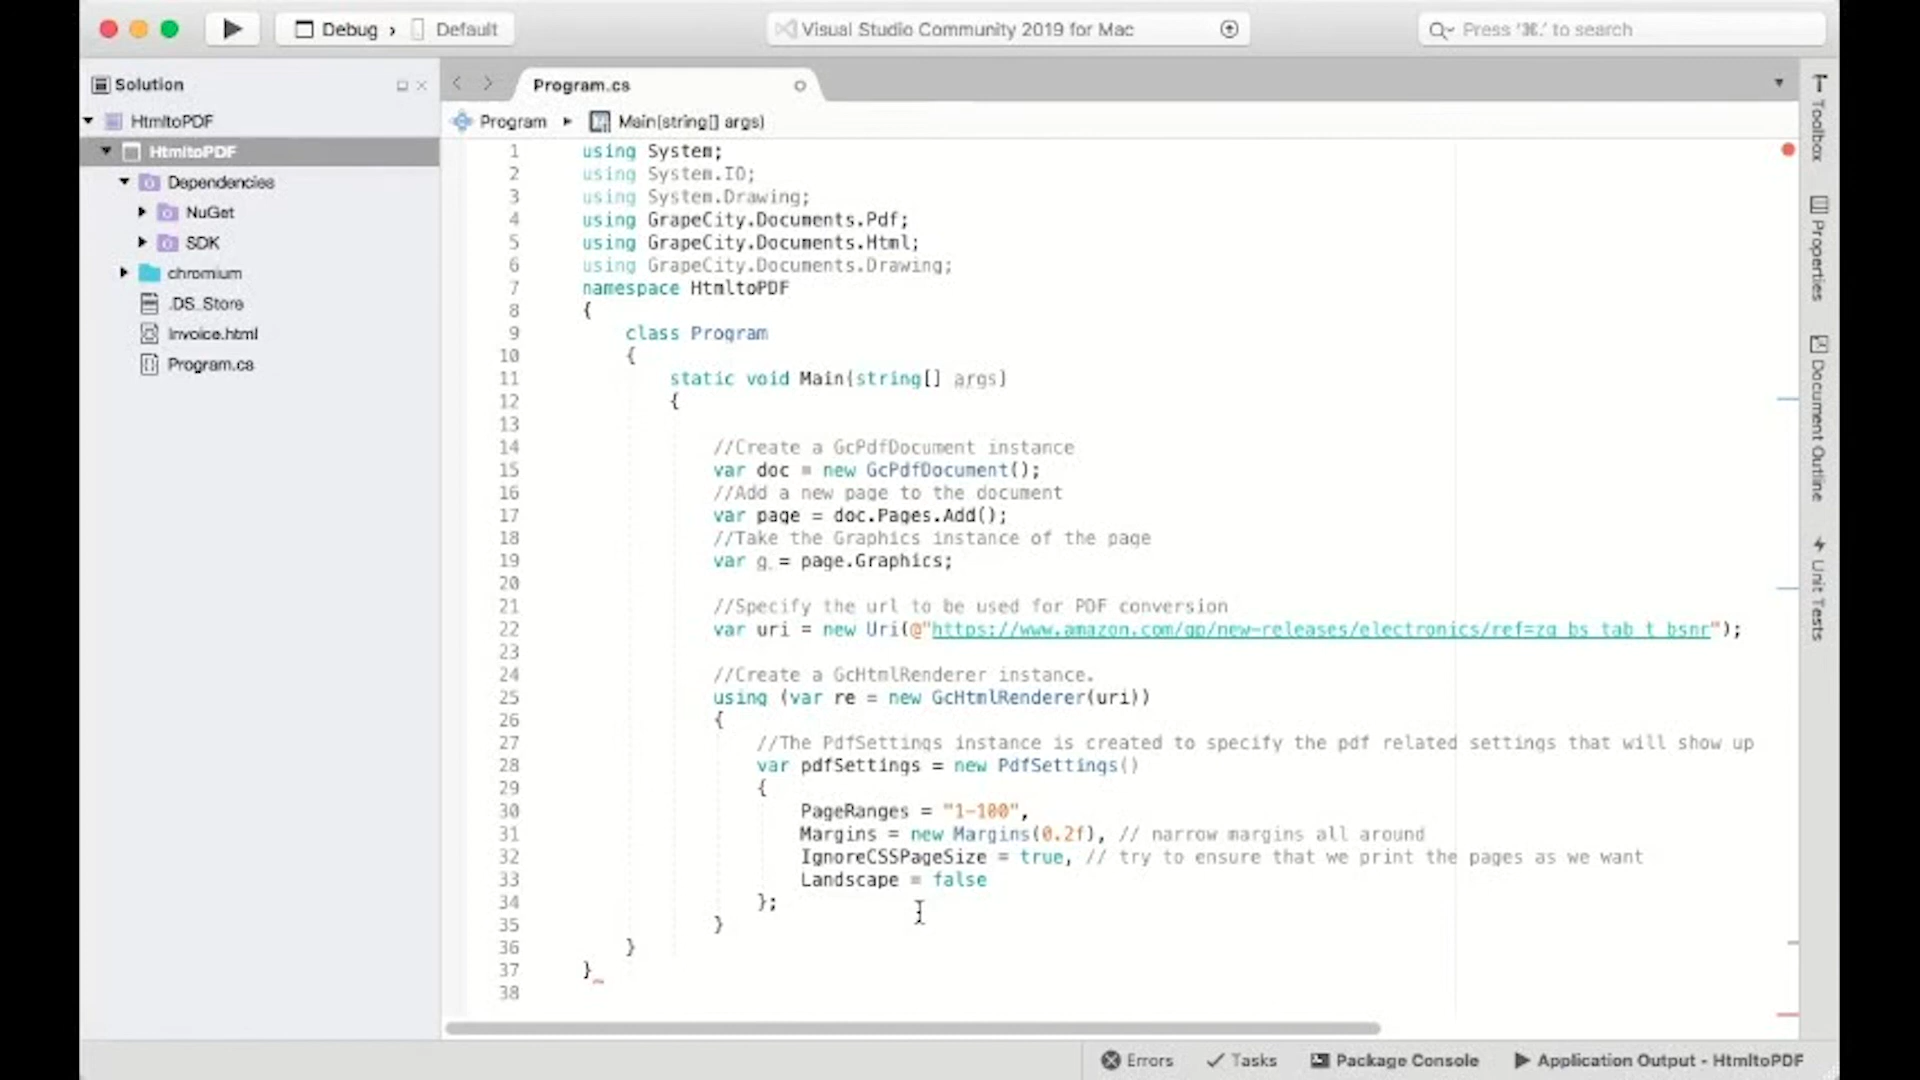 Debug › Default
Visual Studio Community 2019 for Mac
Press '⌘.' to search
Solution
HtmltoPDF
HtmltoPDF
Dependencies
NuGet
SDK
chromium
.DS_Store
Invoice.html
Program.cs
Program.cs
Program ▸ Main(string[] args)
1 using System;
2 using System.IO;
3 using System.Drawing;
4 using GrapeCity.Documents.Pdf;
5 using GrapeCity.Documents.Html;
6 using GrapeCity.Documents.Drawing;
7 namespace HtmltoPDF
8 {
9 class Program
10 {
11 static void Main(string[] args)
12 {
13
14 //Create a GcPdfDocument instance
15 var doc = new GcPdfDocument();
16 //Add a new page to the document
17 var page = doc.Pages.Add();
18 //Take the Graphics instance of the page
19 var g = page.Graphics;
20
21 //Specify the url to be used for PDF conversion
22 var uri = new Uri(@"https://www.amazon.com/gp/new-releases/electronics/ref=zg_bs_tab_t_bsnr");
23
24 //Create a GcHtmlRenderer instance.
25 using (var re = new GcHtmlRenderer(uri))
26 {
27 //The PdfSettings instance is created to specify the pdf related settings that will show up
28 var pdfSettings = new PdfSettings()
29 {
30 PageRanges = "1-100",
31 Margins = new Margins(0.2f), // narrow margins all around
32 IgnoreCSSPageSize = true, // try to ensure that we print the pages as we want
33 Landscape = false
34 };
35 }
36 }
37 }
38
Toolbox
Properties
Document Outline
Unit Tests
Errors
Tasks
Package Console
Application Output - HtmltoPDF